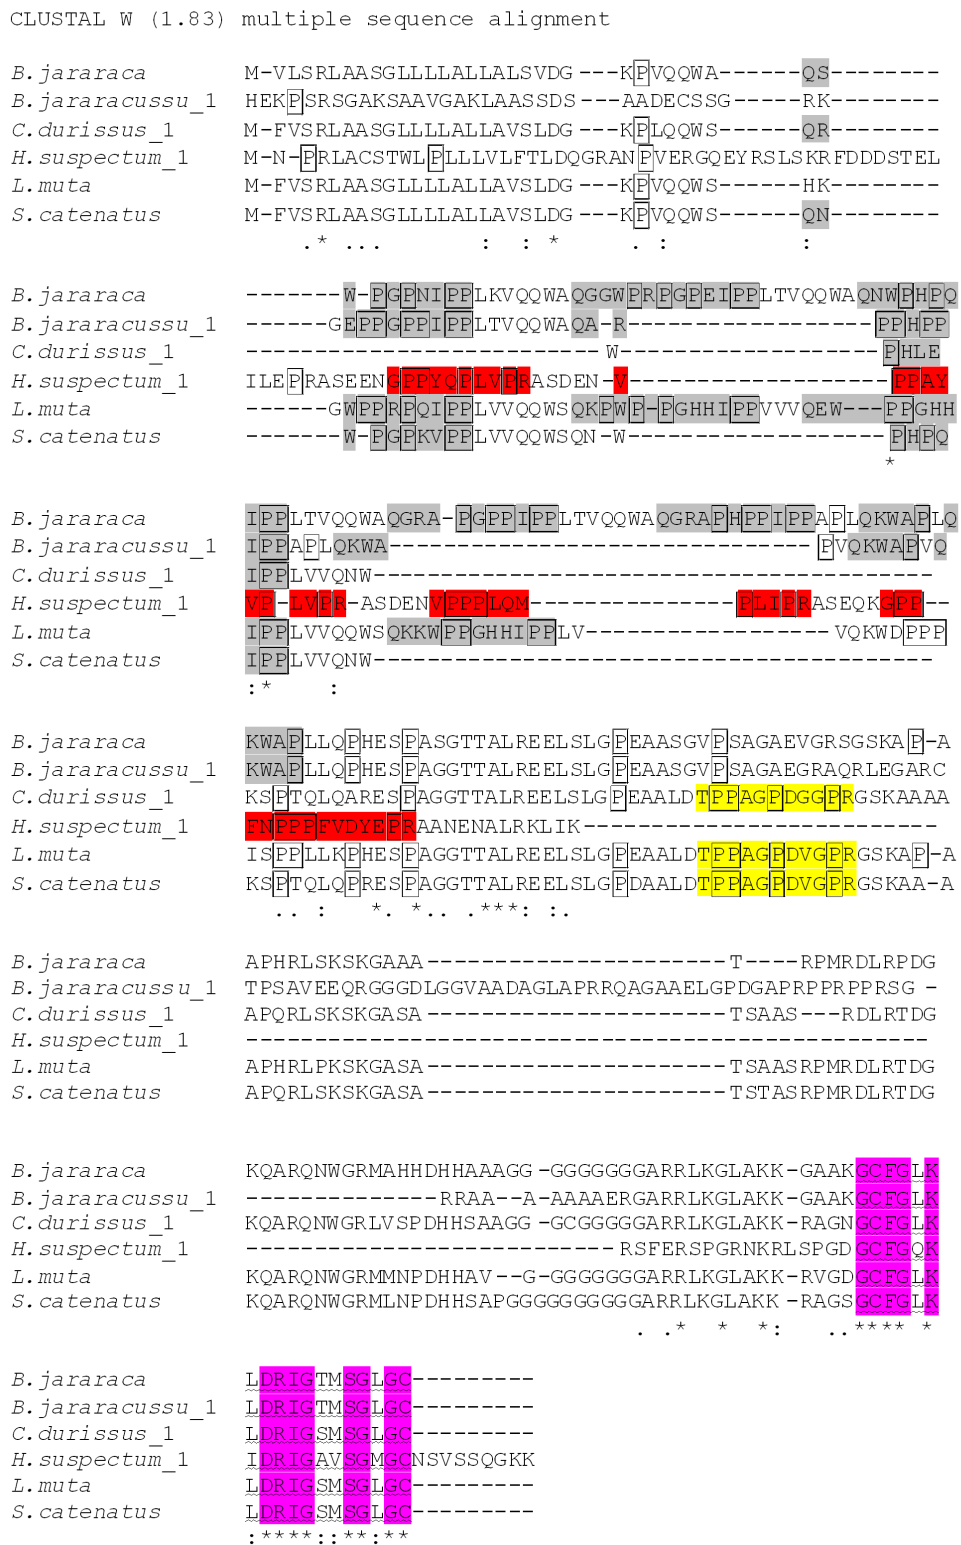 CLUSTAL W (1.83) multiple sequence alignment
B.jararaca M-VLSRLAASGLLLLALLALSVDG---KPVQQWA------QS--------
B.jararacussu_1 HEKPSRSGAKSAAVGAKLAASSDS---AADECSSG-----RK--------
C.durissus_1 M-FVSRLAASGLLLLALLAVSLDG---KPLQQWS------QR--------
H.suspectum_1 M-N-PRLACSTWLPLLLVLFTLDQGRANPVERGQEYRSLSKRFDDDSTEL
L.muta M-FVSRLAASGLLLLALLAVSLDG---KPVQQWS------HK--------
S.catenatus M-FVSRLAASGLLLLALLAVSLDG---KPVQQWS------QN--------
.* ... : : * . : :
B.jararaca -------W-PGPNIPPLKVQQWAQGGWPRPGPEIPPLTVQQWAQNWPHPQ
B.jararacussu_1 ------GEPPGPPIPPLTVQQWAQA-R------------------PPHPP
C.durissus_1 --------------------------W-------------------PHLE
H.suspectum_1 ILEPRASEENGPPYQPLVPRASDEN-V-------------------PPAY
L.muta ------GWPPRPQIPPLVVQQWSQKPWP-PGHHIPPVVVQEW---PPGHH
S.catenatus -------W-PGPKVPPLVVQQWSQN-W-------------------PHPQ
*
B.jararaca IPPLTVQQWAQGRA-PGPPIPPLTVQQWAQGRAPHPPIPPAPLQKWAPLQ
B.jararacussu_1 IPPAPLQKWA------------------------------PVQKWAPVQ
C.durissus_1 IPPLVVQNW----------------------------------------
H.suspectum_1 VP-LVPR-ASDENVPPPLQM---------------PLIPRASEQKGPP--
L.muta IPPLVVQQWSQKKWPPGHHIPPLV------------------VQKWDPPP
S.catenatus IPPLVVQNW----------------------------------------
:* :
B.jararaca KWAPLLQPHESPASGTTALREELSLGPEAASGVPSAGAEVGRSGSKAP-A
B.jararacussu_1 KWAPLLQPHESPAGGTTALREELSLGPEAASGVPSAGAEGRAQRLEGARC
C.durissus_1 KSPTQLQARESPAGGTTALREELSLGPEAALDTPPAGPDGGPRGSKAAAA
H.suspectum_1 FNPPPFVDYEPRAANENALRKLIK-------------------------
L.muta ISPPLLKPHESPAGGTTALREELSLGPEAALDTPPAGPDVGPRGSKAP-A
S.catenatus KSPTQLQPRESPAGGTTALREELSLGPDAALDTPPAGPDVGPRGSKAA-A
.. : *. *.. .***: :.
B.jararaca APHRLSKSKGAAA----------------------T----RPMRDLRPDG
B.jararacussu_1 TPSAVEEQRGGGDLGGVAADAGLAPRRQAGAAELGPDGAPRPPRPPRSG-
C.durissus_1 APQRLSKSKGASA----------------------TSAAS---RDLRTDG
H.suspectum_1 --------------------------------------------------
L.muta APHRLPKSKGASA----------------------TSAASRPMRDLRTDG
S.catenatus APQRLSKSKGASA----------------------TSTASRPMRDLRTDG
B.jararaca KQARQNWGRMAHHDHHAAAGG-GGGGGGGARRLKGLAKK-GAAKGCFGLK
B.jararacussu_1 --------------RRAA--A-AAAAERGARRLKGLAKK-GAAKGCFGLK
C.durissus_1 KQARQNWGRLVSPDHHSAAGG-GCGGGGGARRLKGLAKK-RAGNGCFGLK
H.suspectum_1 ---------------------------RSFERSPGRNKRLSPGDGCFGQK
L.muta KQARQNWGRMMNPDHHAV--G-GGGGGGGARRLKGLAKK-RVGDGCFGLK
S.catenatus KQARQNWGRMLNPDHHSAPGGGGGGGGGGARRLKGLAKK-RAGSGCFGLK
. .* * *: ..**** *
B.jararaca LDRIGTMSGLGC---------
B.jararacussu_1 LDRIGTMSGLGC---------
C.durissus_1 LDRIGSMSGLGC---------
H.suspectum_1 IDRIGAVSGMGCNSVSSQGKK
L.muta LDRIGSMSGLGC---------
S.catenatus LDRIGSMSGLGC---------
:****::**:**